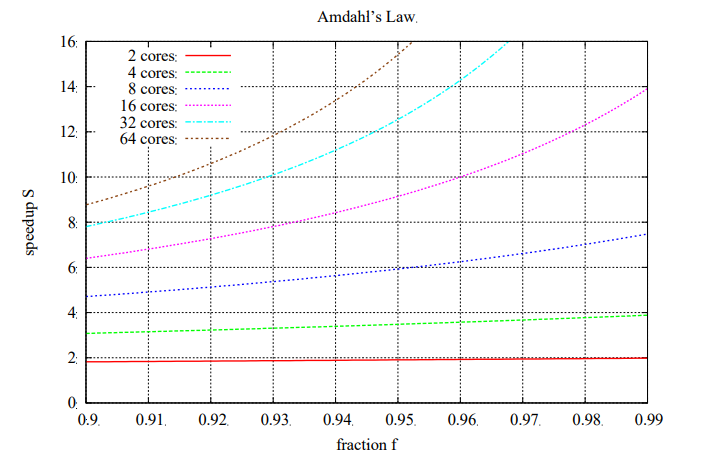 Amdahl's Law.
16
14
12
10
8
6
4
2
0
2 cores
4 cores
8 cores
16 cores
32 cores
64 cores
speedup S
0.9 0.91 0.92 0.93 0.94 0.95 0.96 0.97 0.98 0.99
fraction f